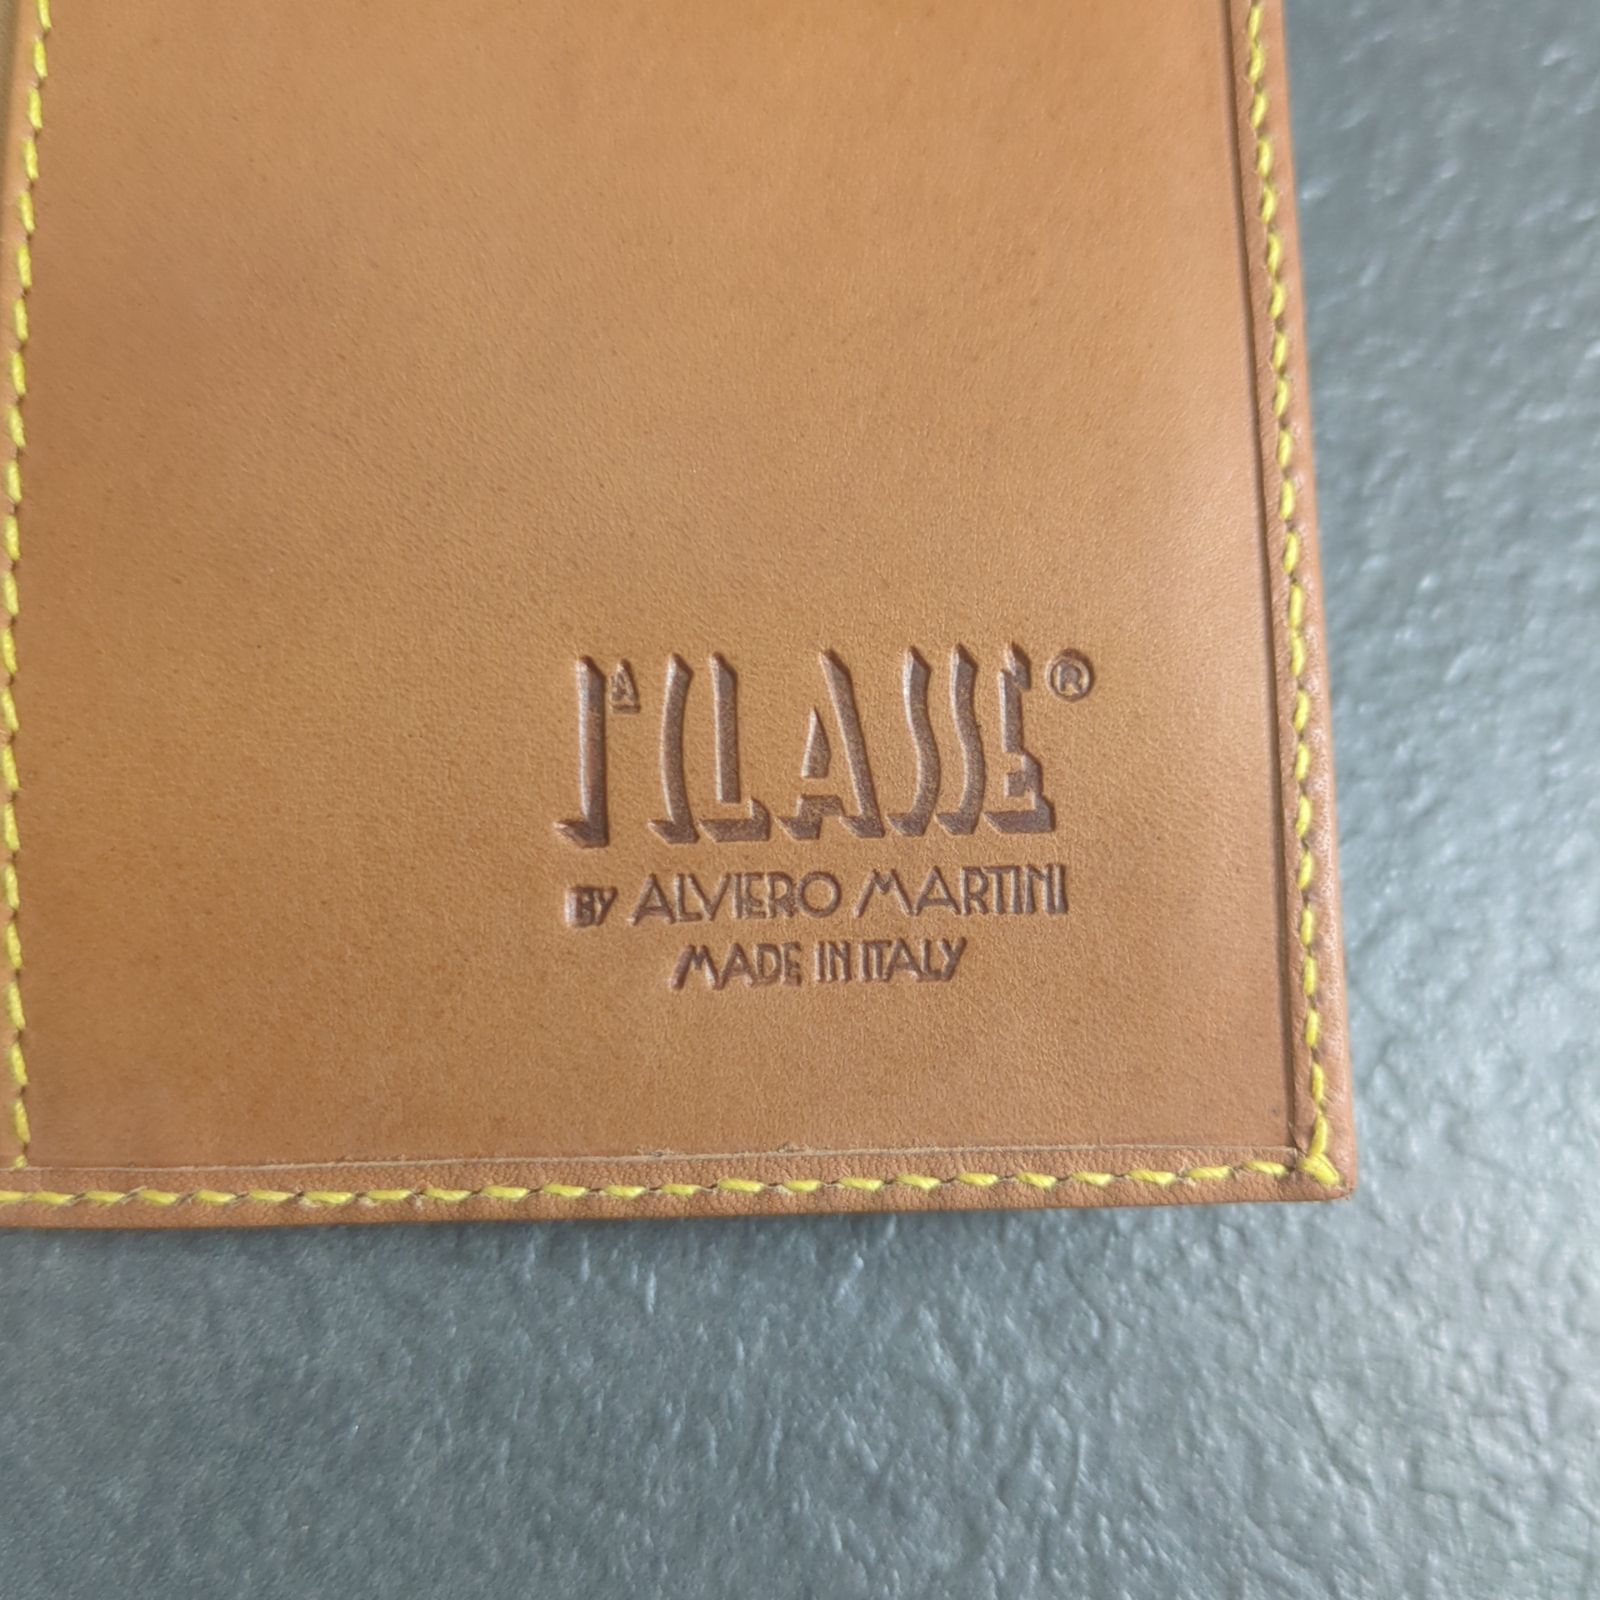 1ᴬ CLASSE®
BY ALVIERO MARTINI
MADE IN ITALY